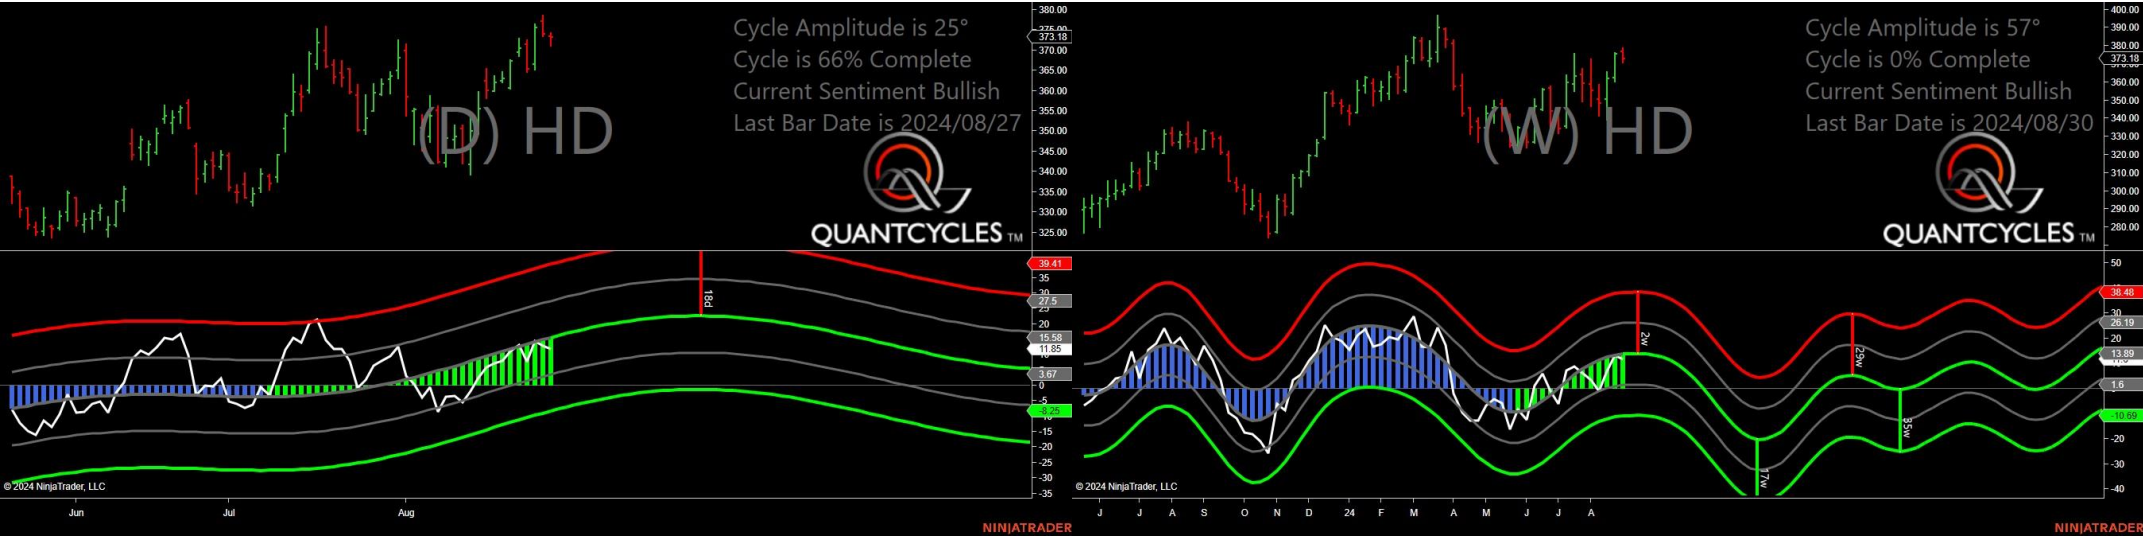 380.00
Cycle Amplitude is 25°
375.00
373.18
370.00
Cycle is 66% Complete
365.00
Current Sentiment Bullish
360.00
355.00
Last Bar Date is 2024/08/27
(D) HD
350.00
345.00
340.00
335.00
330.00
QUANTCYCLES TM
325.00
39.41
35
30
18d
27.5
25
20
15.58
11.85
10
3.67
0
-5
-8.25
-15
-20
-25
-30
-35
© 2024 NinjaTrader, LLC
Jun
Jul
Aug
NINJATRADER
400.00
Cycle Amplitude is 57°
390.00
380.00
373.18
Cycle is 0% Complete
360.00
Current Sentiment Bullish
350.00
340.00
Last Bar Date is 2024/08/30
(W) HD
330.00
320.00
310.00
300.00
290.00
QUANTCYCLES TM
280.00
50
38.48
30
26.19
2w
20
29w
13.89
1.6
-10.69
35w
-20
-30
17w
-40
© 2024 NinjaTrader, LLC
J
J
A
S
O
N
D
24
F
M
A
M
J
J
A
NINJATRADER